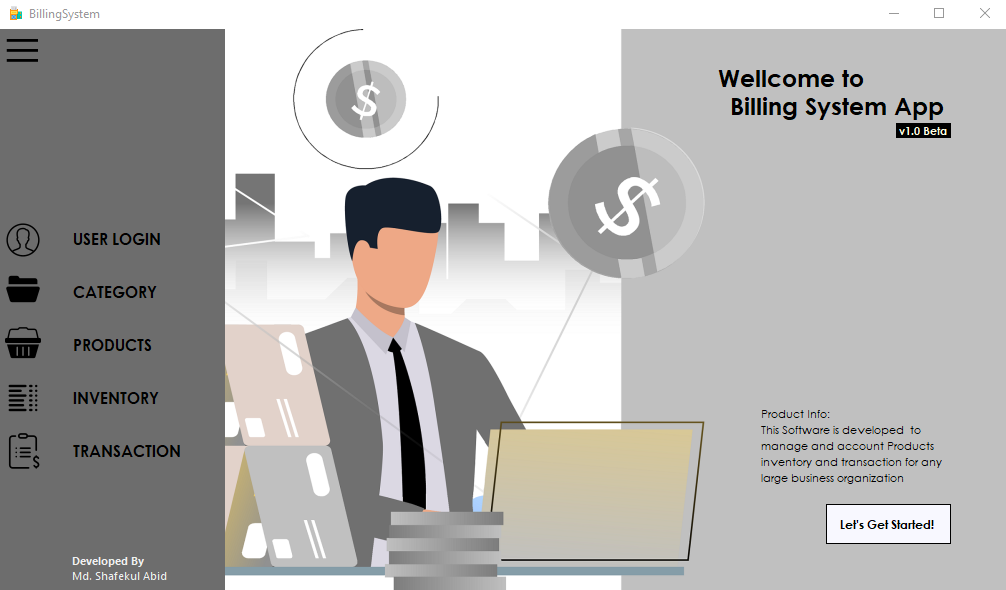 BillingSystem
USER LOGIN
CATEGORY
PRODUCTS
INVENTORY
TRANSACTION
Developed By
Md. Shafekul Abid
$
$
Wellcome to
Billing System App
v1.0 Beta
Product Info:
This Software is developed to
manage and account Products
inventory and transaction for any
large business organization
Let's Get Started!